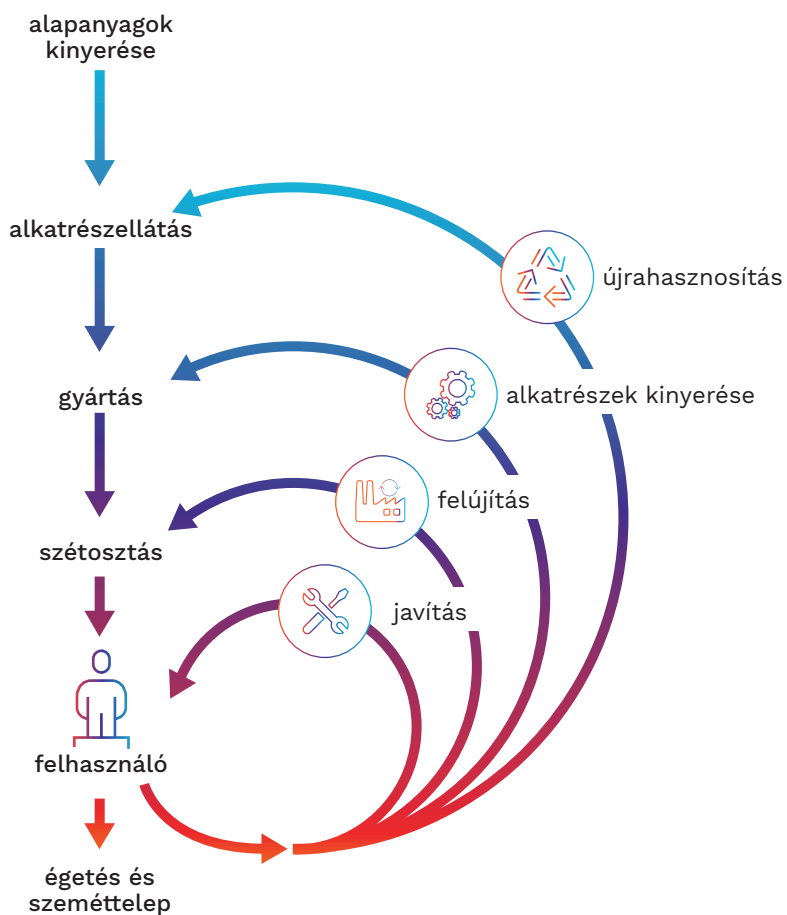 alapanyagok
kinyerése
alkatrészellátás
újrahasznosítás
gyártás
alkatrészek kinyerése
felújítás
szétosztás
javítás
felhasználó
égetés és
szeméttelep